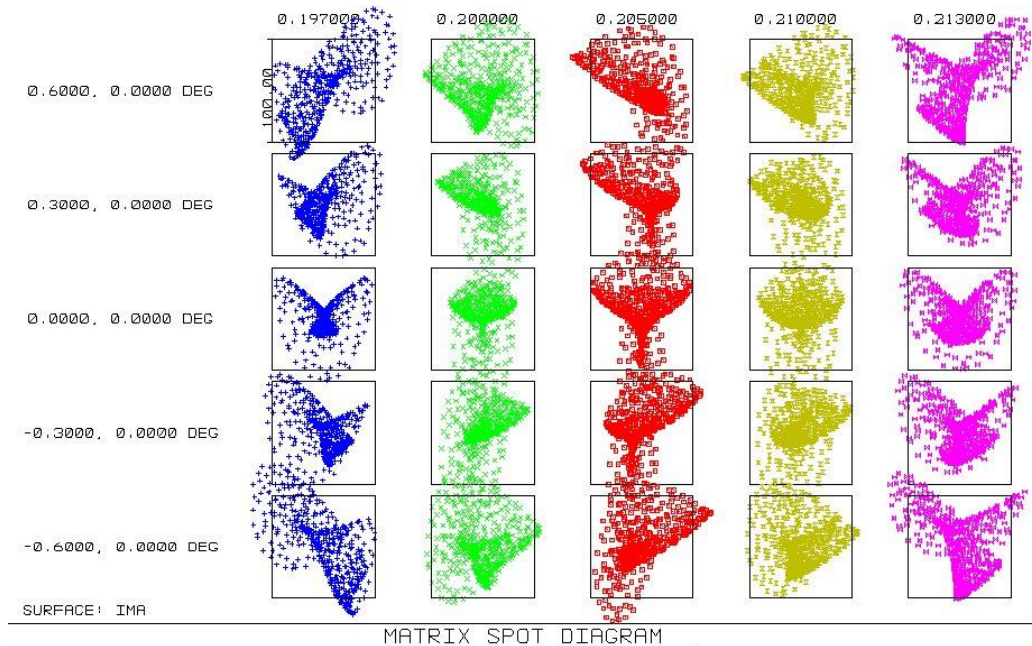 0.197000 0.200000 0.205000 0.210000 0.213000
100.00
0.6000, 0.0000 DEG
0.3000, 0.0000 DEG
0.0000, 0.0000 DEG
-0.3000, 0.0000 DEG
-0.6000, 0.0000 DEG
SURFACE: IMA
MATRIX SPOT DIAGRAM